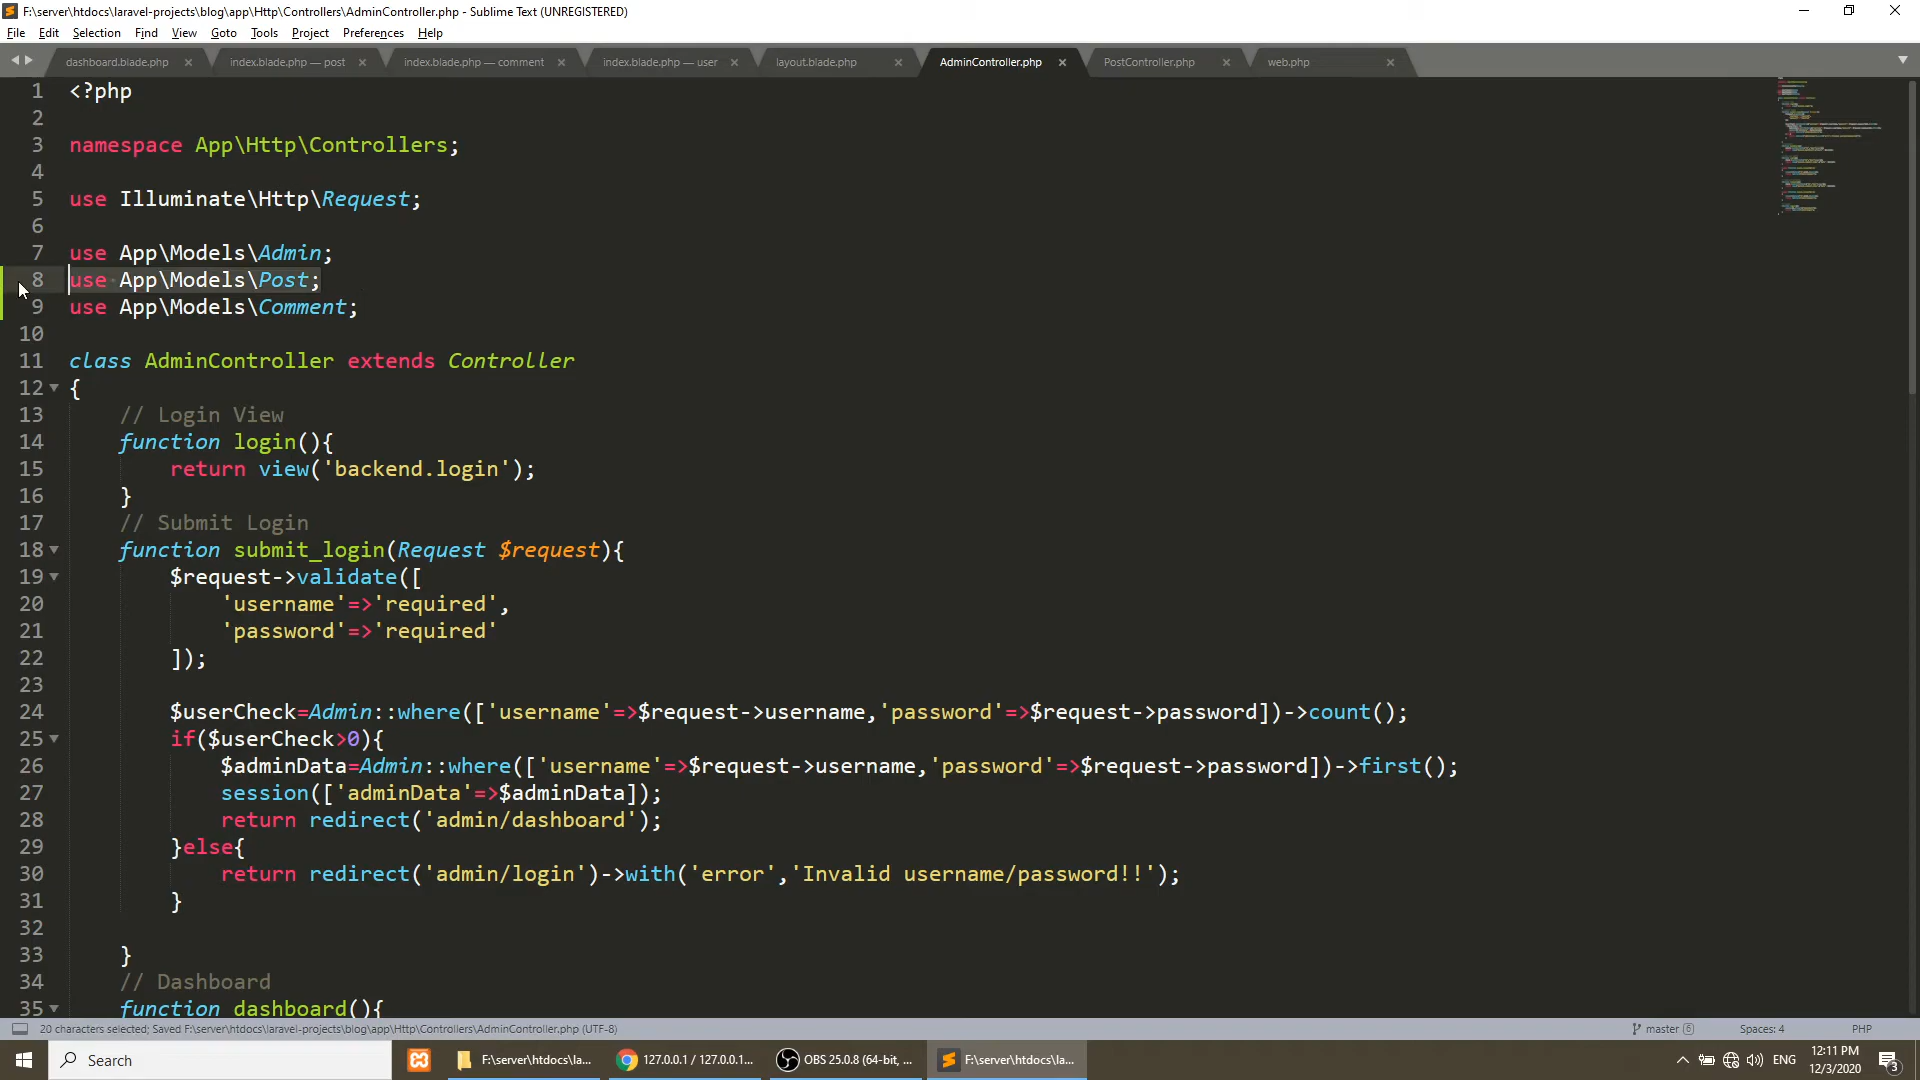 F:\server\htdocs\laravel-projects\blog\app\Http\Controllers\AdminController.php - Sublime Text (UNREGISTERED)
File Edit Selection Find View Goto Tools Project Preferences Help
dashboard.blade.php index.blade.php — post index.blade.php — comment index.blade.php — user layout.blade.php AdminController.php PostController.php web.php
1 <?php
2
3 namespace App\Http\Controllers;
4
5 use Illuminate\Http\Request;
6
7 use App\Models\Admin;
8 use App\Models\Post;
9 use App\Models\Comment;
10
11 class AdminController extends Controller
12 {
13 // Login View
14 function login(){
15 return view('backend.login');
16 }
17 // Submit Login
18 function submit_login(Request $request){
19 $request->validate([
20 'username'=>'required',
21 'password'=>'required'
22 ]);
23
24 $userCheck=Admin::where(['username'=>$request->username,'password'=>$request->password])->count();
25 if($userCheck>0){
26 $adminData=Admin::where(['username'=>$request->username,'password'=>$request->password])->first();
27 session(['adminData'=>$adminData]);
28 return redirect('admin/dashboard');
29 }else{
30 return redirect('admin/login')->with('error','Invalid username/password!!');
31 }
32
33 }
34 // Dashboard
35 function dashboard(){
20 characters selected; Saved F:\server\htdocs\laravel-projects\blog\app\Http\Controllers\AdminController.php (UTF-8) master 6 Spaces: 4 PHP
Search F:\server\htdocs\la... 127.0.0.1 / 127.0.0.1... OBS 25.0.8 (64-bit, ... F:\server\htdocs\la... ENG 12:11 PM
12/3/2020 3